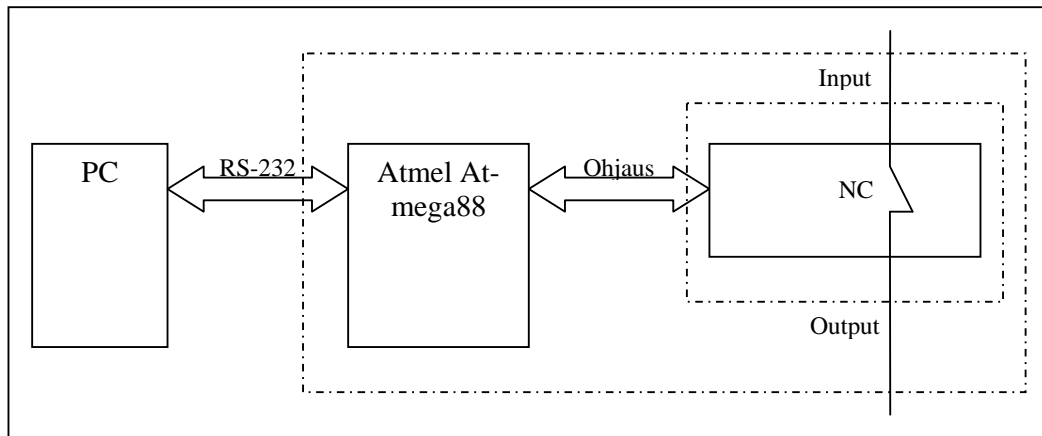 Input
PC
RS-232
Atmel At-
mega88
Ohjaus
NC
Output